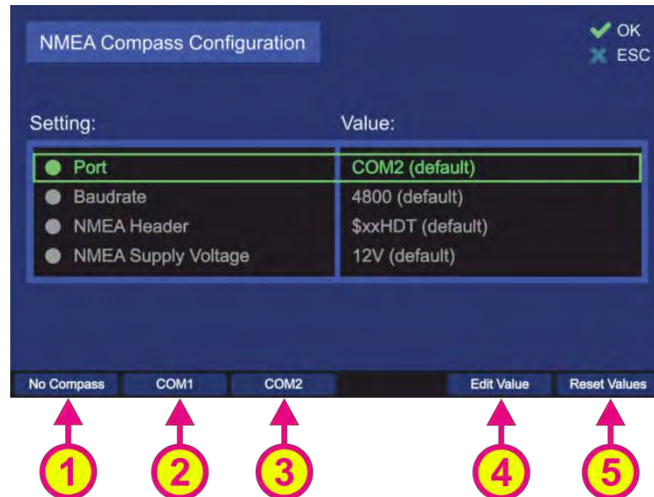 NMEA Compass Configuration
OK
ESC
Setting: Value:
Port COM2 (default)
Baudrate 4800 (default)
NMEA Header $xxHDT (default)
NMEA Supply Voltage 12V (default)
No Compass COM1 COM2 Edit Value Reset Values
1 2 3 4 5